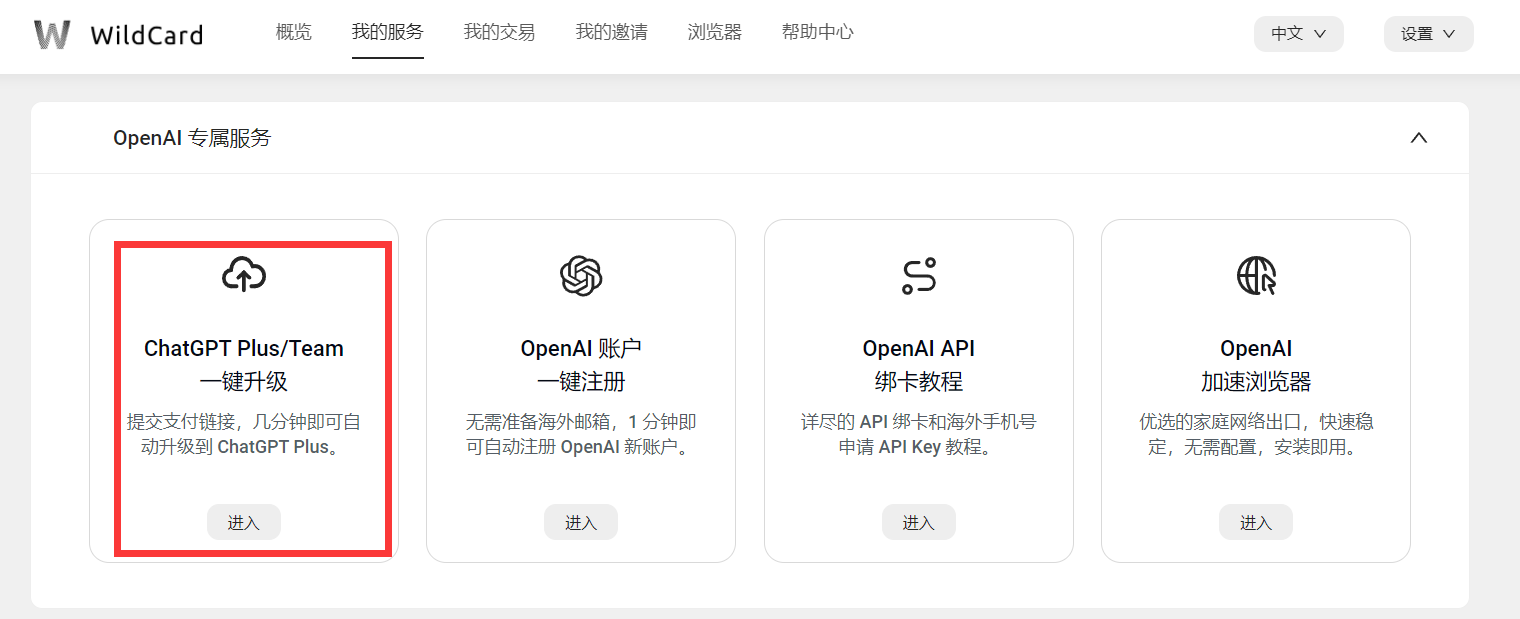 WildCard
概览
我的服务
我的交易
我的邀请
浏览器
帮助中心
中文
设置
OpenAI 专属服务
ChatGPT Plus/Team
一键升级
提交支付链接，几分钟即可自
动升级到 ChatGPT Plus。
进入
OpenAI 账户
一键注册
无需准备海外邮箱，1 分钟即
可自动注册 OpenAI 新账户。
进入
OpenAI API
绑卡教程
详尽的 API 绑卡和海外手机号
申请 API Key 教程。
进入
OpenAI
加速浏览器
优选的家庭网络出口，快速稳
定，无需配置，安装即用。
进入